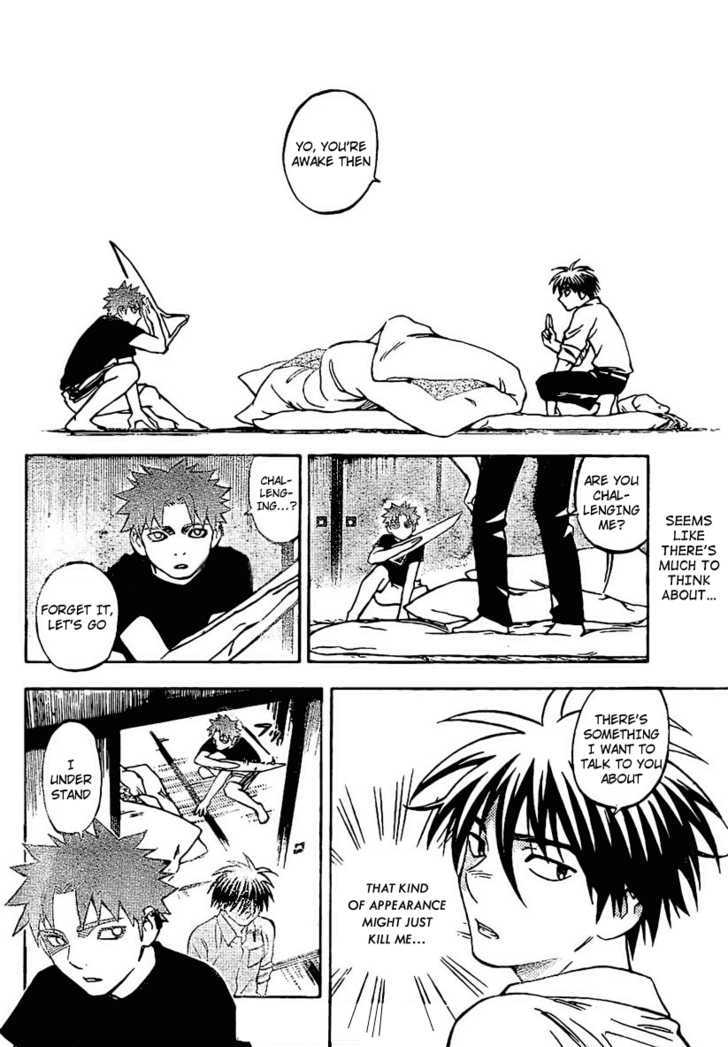 YO, YOU'RE
AWAKE THEN
ARE YOU
CHAL-
LENGING
ME?
SEEMS
LIKE
THERE'S
MUCH TO
THINK
ABOUT...
CHAL-
LENG-
ING...?
FORGET IT,
LET'S GO
THERE'S
SOMETHING
I WANT TO
TALK TO YOU
ABOUT
THAT KIND
OF APPEARANCE
MIGHT JUST
KILL ME...
I
UNDER
STAND